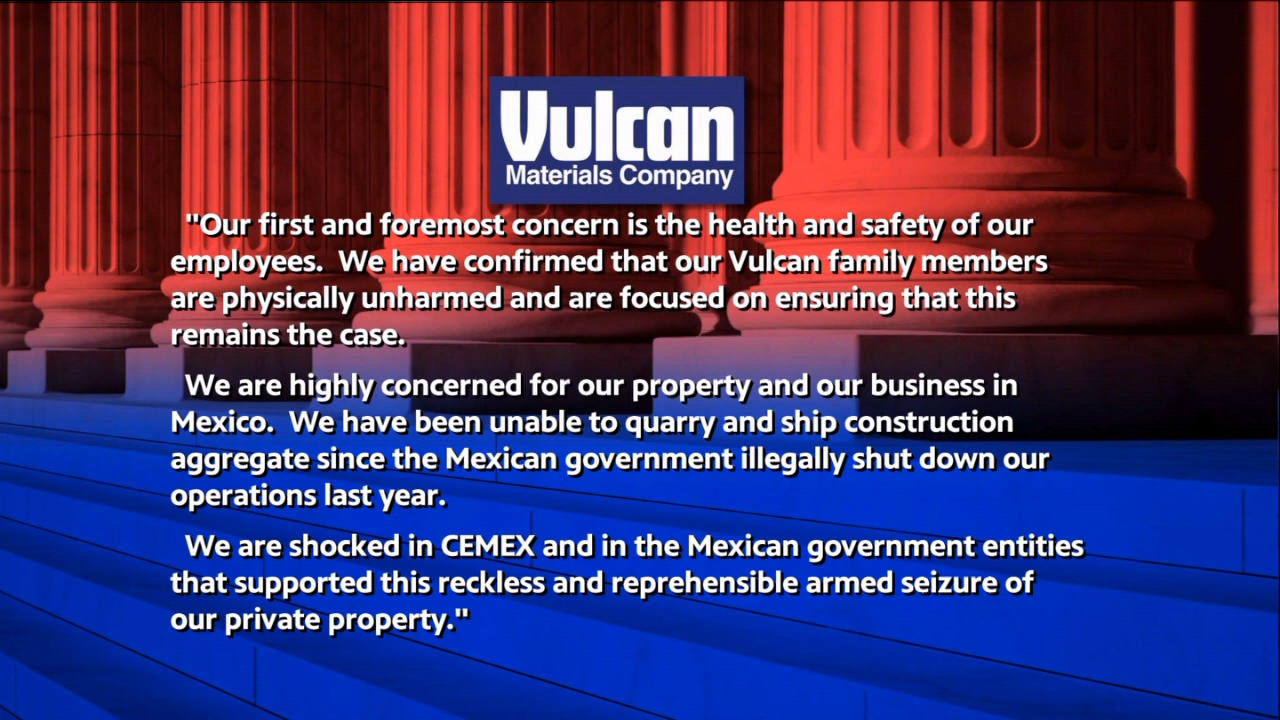 Vulcan
Materials Company
"Our first and foremost concern is the health and safety of our
employees.  We have confirmed that our Vulcan family members
are physically unharmed and are focused on ensuring that this
remains the case.
We are highly concerned for our property and our business in
Mexico.  We have been unable to quarry and ship construction
aggregate since the Mexican government illegally shut down our
operations last year.
We are shocked in CEMEX and in the Mexican government entities
that supported this reckless and reprehensible armed seizure of
our private property."